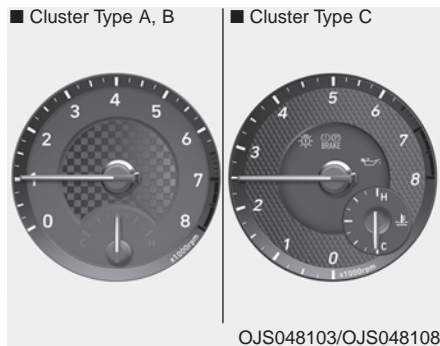 ■ Cluster Type A, B
■ Cluster Type C
0 1 2 3 4 5 6 7 8
C H
x1000rpm
0 1 2 3 4 5 6 7 8
BRAKE
H
C
x1000rpm
OJS048103/OJS048108